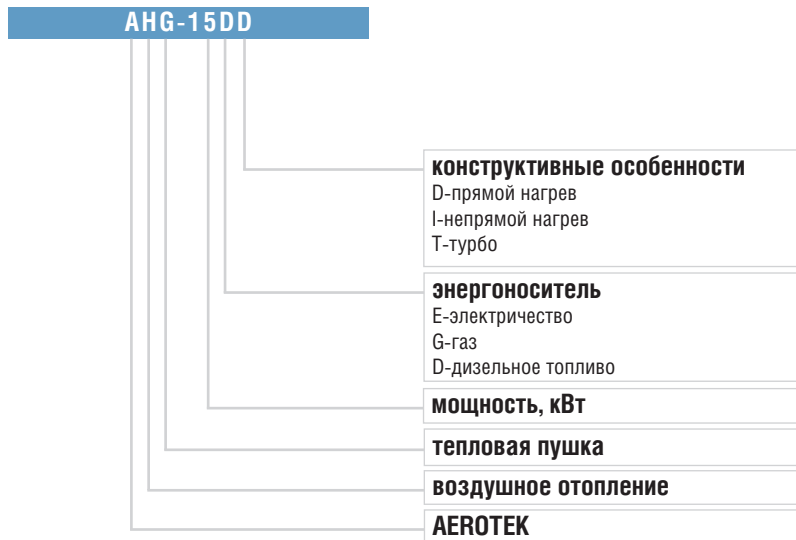 AHG-15DD
конструктивные особенности
D-прямой нагрев
I-непрямой нагрев
T-турбо
энергоноситель
E-электричество
G-газ
D-дизельное топливо
мощность, кВт
тепловая пушка
воздушное отопление
AEROTEK